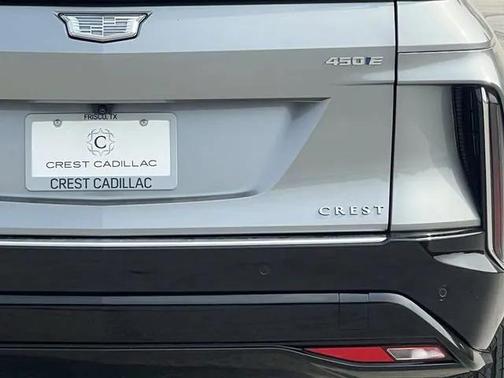 450E
FRISCO, TX
C
CREST CADILLAC
CREST CADILLAC
CREST